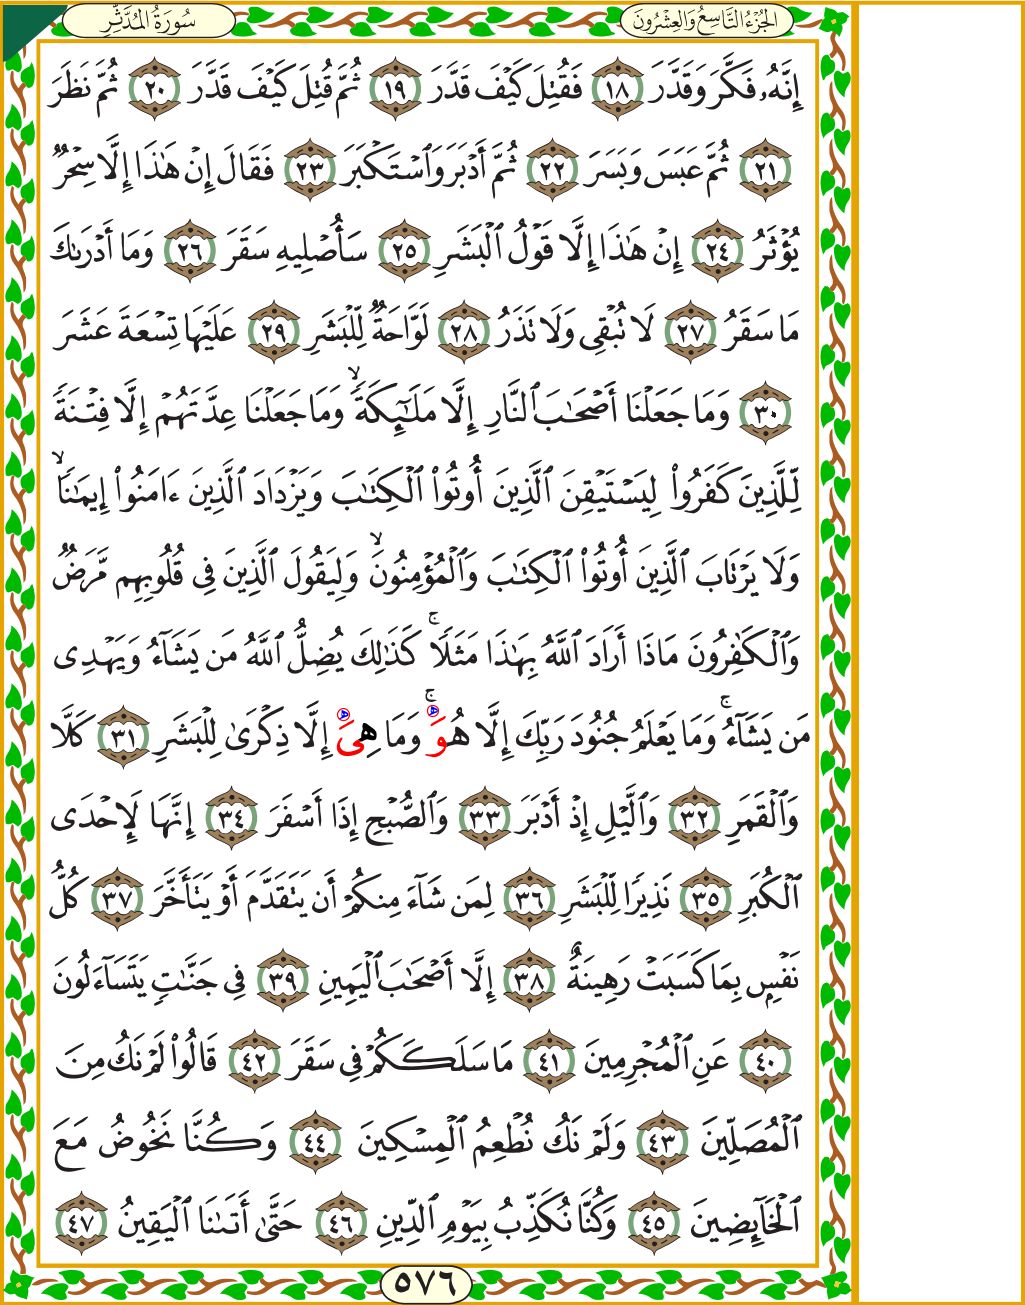 الجُزْءُ التَّاسِعُ وَالعِشْرُونَ
سُورَةُ المُدَّثِّرِ
إِنَّهُۥ فَكَّرَ وَقَدَّرَ ١٨ فَقُتِلَ كَيْفَ قَدَّرَ ١٩ ثُمَّ قُتِلَ كَيْفَ قَدَّرَ ٢٠ ثُمَّ نَظَرَ
٢١ ثُمَّ عَبَسَ وَبَسَرَ ٢٢ ثُمَّ أَدْبَرَ وَٱسْتَكْبَرَ ٢٣ فَقَالَ إِنْ هَٰذَا إِلَّا سِحْرٌ
يُؤْثَرُ ٢٤ إِنْ هَٰذَا إِلَّا قَوْلُ ٱلْبَشَرِ ٢٥ سَأُصْلِيهِ سَقَرَ ٢٦ وَمَا أَدْرَىٰكَ
مَا سَقَرُ ٢٧ لَا تُبْقِى وَلَا تَذَرُ ٢٨ لَوَّاحَةٌ لِّلْبَشَرِ ٢٩ عَلَيْهَا تِسْعَةَ عَشَرَ
٣٠ وَمَا جَعَلْنَا أَصْحَٰبَ ٱلنَّارِ إِلَّا مَلَٰٓئِكَةً ۙ وَمَا جَعَلْنَا عِدَّتَهُمْ إِلَّا فِتْنَةً
لِّلَّذِينَ كَفَرُوا۟ لِيَسْتَيْقِنَ ٱلَّذِينَ أُوتُوا۟ ٱلْكِتَٰبَ وَيَزْدَادَ ٱلَّذِينَ ءَامَنُوا۟ إِيمَٰنًا ۙ
وَلَا يَرْتَابَ ٱلَّذِينَ أُوتُوا۟ ٱلْكِتَٰبَ وَٱلْمُؤْمِنُونَ ۙ وَلِيَقُولَ ٱلَّذِينَ فِى قُلُوبِهِم مَّرَضٌ
وَٱلْكَٰفِرُونَ مَاذَا أَرَادَ ٱللَّهُ بِهَٰذَا مَثَلًا ۚ كَذَٰلِكَ يُضِلُّ ٱللَّهُ مَن يَشَآءُ وَيَهْدِى
مَن يَشَآءُ ۚ وَمَا يَعْلَمُ جُنُودَ رَبِّكَ إِلَّا هُوَ ۚ وَمَا هِىَ إِلَّا ذِكْرَىٰ لِلْبَشَرِ ٣١ كَلَّا
وَٱلْقَمَرِ ٣٢ وَٱلَّيْلِ إِذْ أَدْبَرَ ٣٣ وَٱلصُّبْحِ إِذَا أَسْفَرَ ٣٤ إِنَّهَا لَإِحْدَى
ٱلْكُبَرِ ٣٥ نَذِيرًا لِّلْبَشَرِ ٣٦ لِمَن شَآءَ مِنكُمْ أَن يَتَقَدَّمَ أَوْ يَتَأَخَّرَ ٣٧ كُلُّ
نَفْسٍۭ بِمَا كَسَبَتْ رَهِينَةٌ ٣٨ إِلَّا أَصْحَٰبَ ٱلْيَمِينِ ٣٩ فِى جَنَّٰتٍ يَتَسَآءَلُونَ
٤٠ عَنِ ٱلْمُجْرِمِينَ ٤١ مَا سَلَكَكُمْ فِى سَقَرَ ٤٢ قَالُوا۟ لَمْ نَكُ مِنَ
ٱلْمُصَلِّينَ ٤٣ وَلَمْ نَكُ نُطْعِمُ ٱلْمِسْكِينَ ٤٤ وَكُنَّا نَخُوضُ مَعَ
ٱلْخَآئِضِينَ ٤٥ وَكُنَّا نُكَذِّبُ بِيَوْمِ ٱلدِّينِ ٤٦ حَتَّىٰ أَتَىٰنَا ٱلْيَقِينُ ٤٧
٥٧٦